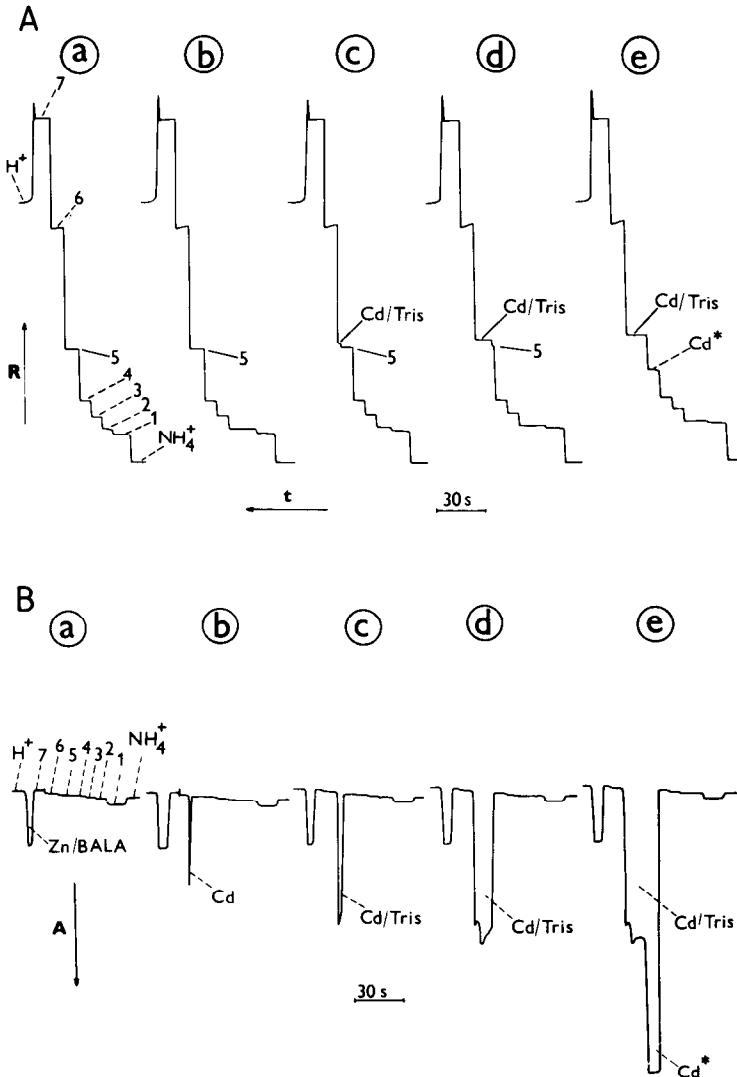 A
a b c d e
7
H⁺
6
Cd/Tris Cd/Tris Cd/Tris
5 5 5 5 Cd*
R
4
3
2
1
NH₄⁺
t 30 s
B
a b c d e
H⁺ 7 6 5 4 3 2 1 NH₄⁺
Zn/BALA
Cd Cd/Tris Cd/Tris Cd/Tris
A
30 s
Cd*